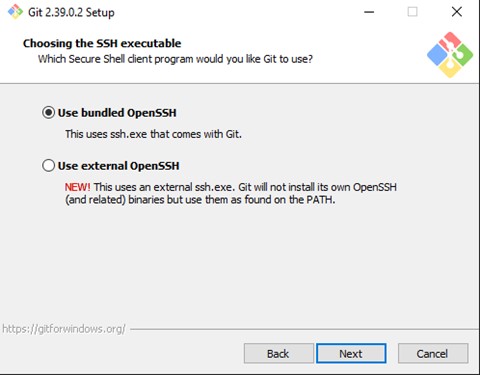 Git 2.39.0.2 Setup
Choosing the SSH executable
Which Secure Shell client program would you like Git to use?
Use bundled OpenSSH
This uses ssh.exe that comes with Git.
Use external OpenSSH
NEW! This uses an external ssh.exe. Git will not install its own OpenSSH
(and related) binaries but use them as found on the PATH.
https://gitforwindows.org/
Back
Next
Cancel